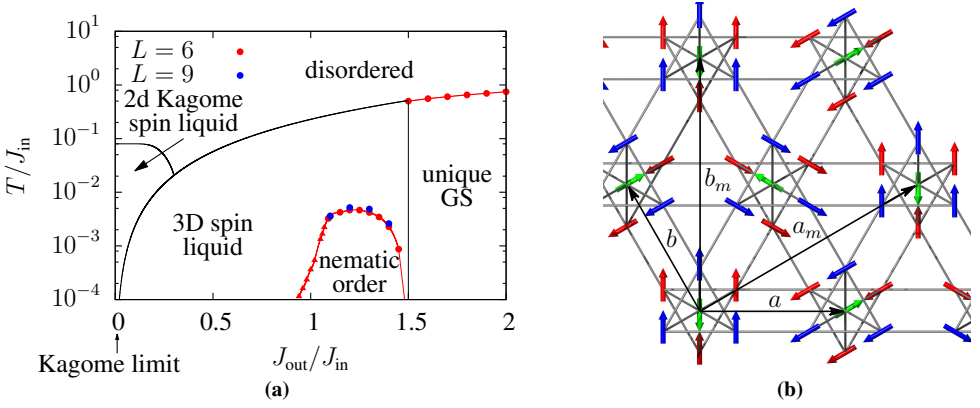 10^1
10^0
10^-1
10^-2
10^-3
10^-4
T/J_in
L = 6
L = 9
disordered
2d Kagome
spin liquid
unique
GS
3D spin
liquid
nematic
order
0
0.5
1
1.5
2
Kagome limit
J_out/J_in
(a)
b_m
a_m
b
a
(b)